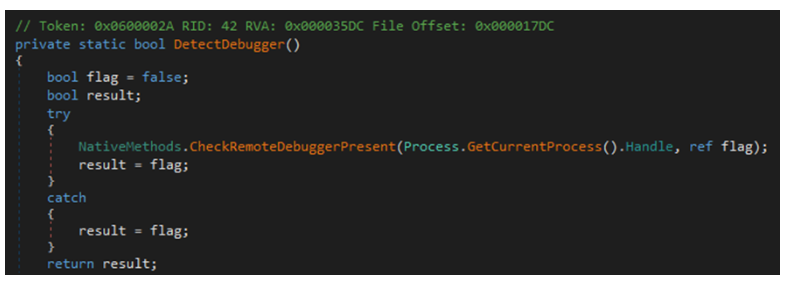 // Token: 0x0600002A RID: 42 RVA: 0x000035DC File Offset: 0x000017DC
private static bool DetectDebugger()
{
bool flag = false;
bool result;
try
{
NativeMethods.CheckRemoteDebuggerPresent(Process.GetCurrentProcess().Handle, ref flag);
result = flag;
}
catch
{
result = flag;
}
return result;